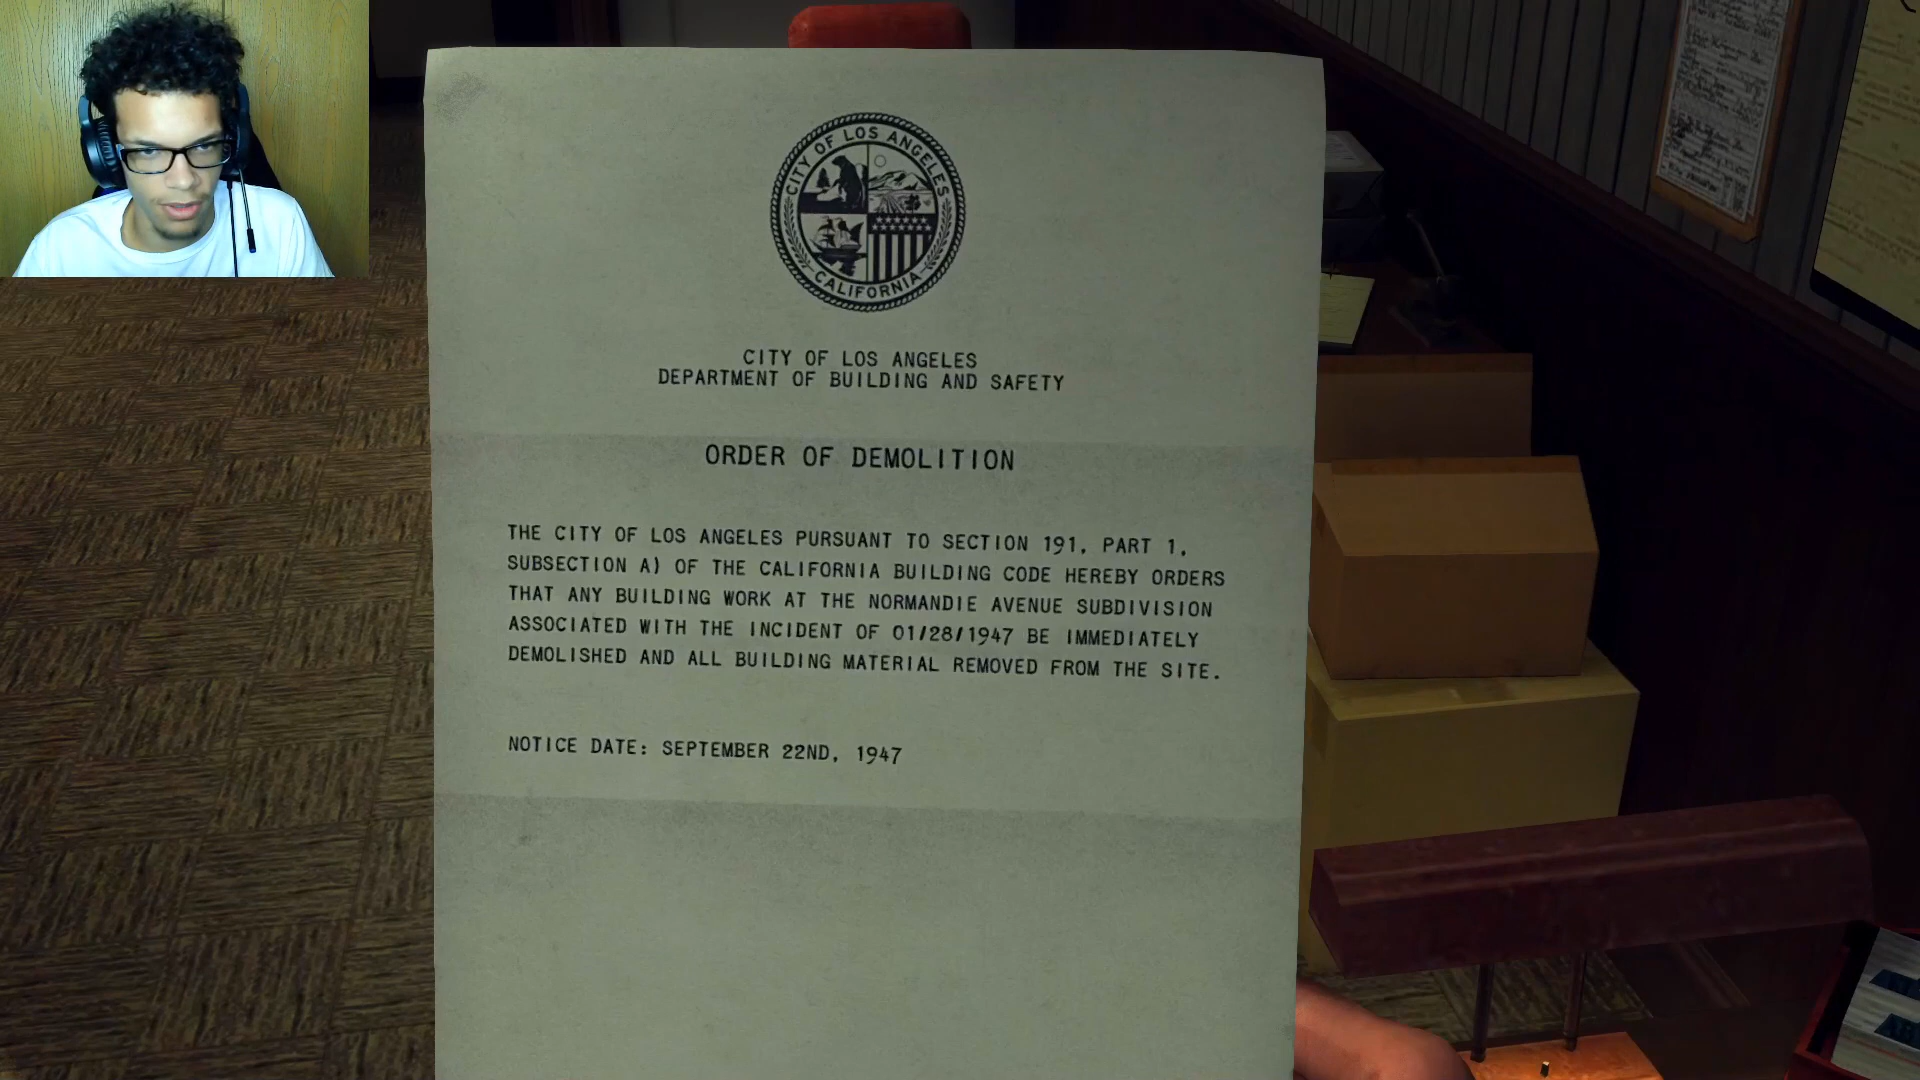 CITY OF LOS ANGELES
CALIFORNIA
CITY OF LOS ANGELES
DEPARTMENT OF BUILDING AND SAFETY
ORDER OF DEMOLITION
THE CITY OF LOS ANGELES PURSUANT TO SECTION 191, PART 1,
SUBSECTION A) OF THE CALIFORNIA BUILDING CODE HEREBY ORDERS
THAT ANY BUILDING WORK AT THE NORMANDIE AVENUE SUBDIVISION
ASSOCIATED WITH THE INCIDENT OF 01/28/1947 BE IMMEDIATELY
DEMOLISHED AND ALL BUILDING MATERIAL REMOVED FROM THE SITE.
NOTICE DATE: SEPTEMBER 22ND, 1947